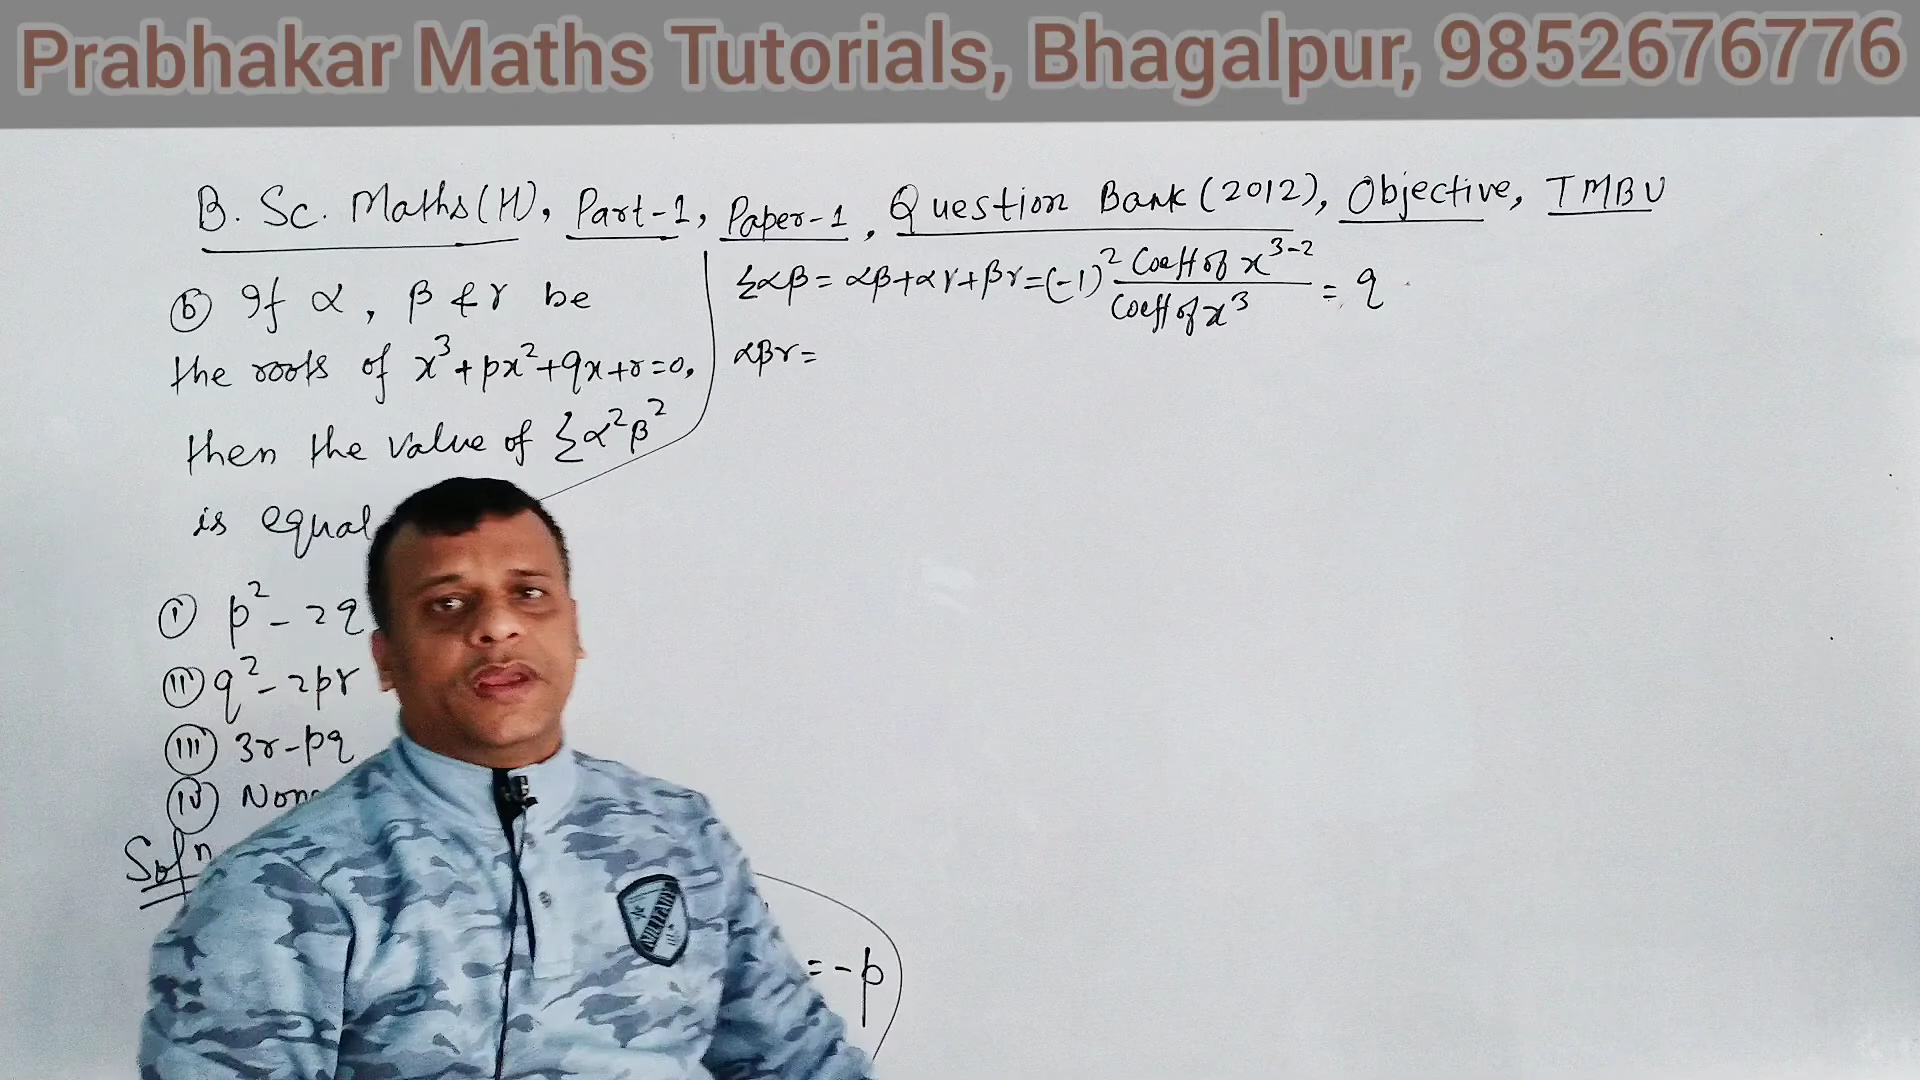 Prabhakar Maths Tutorials, Bhagalpur, 9852676776
B. Sc. Maths(H), Part-1, Paper-1, Question Bank (2012), Objective, TMBU
⑥ If α, β & γ be
the roots of x³+px²+qx+r=0,
then the value of Σα²β²
is equal
(i) p²-2q
(ii) q²-2pr
(iii) 3r-pq
(iv) None
Solⁿ
=-p
Σαβ = αβ+αγ+βγ=(-1)² Coeff of x³⁻² / Coeff of x³ = q
αβγ=